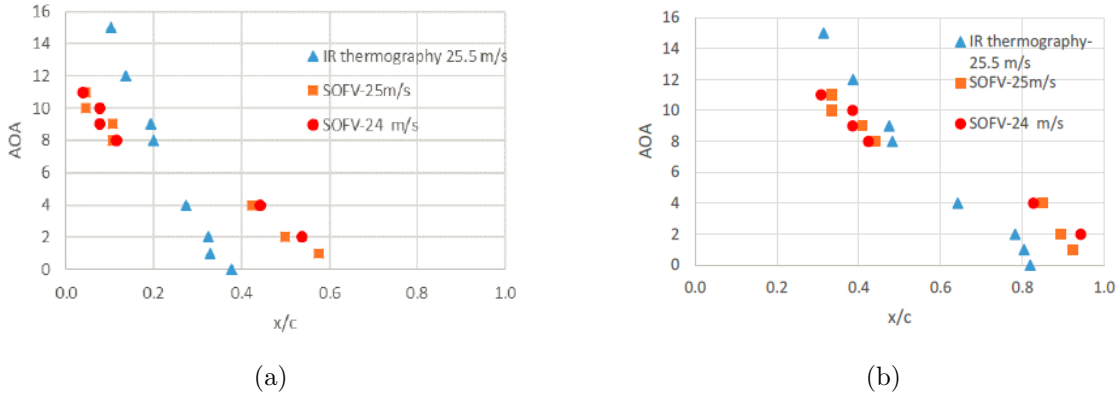 16
14
12
10
8
6
4
2
0
AOA
IR thermography 25.5 m/s
SOFV-25m/s
SOFV-24 m/s
0.0 0.2 0.4 0.6 0.8 1.0
x/c
(a)
16
14
12
10
8
6
4
2
0
AOA
IR thermography-
25.5 m/s
SOFV-25m/s
SOFV-24 m/s
0.0 0.2 0.4 0.6 0.8 1.0
x/c
(b)